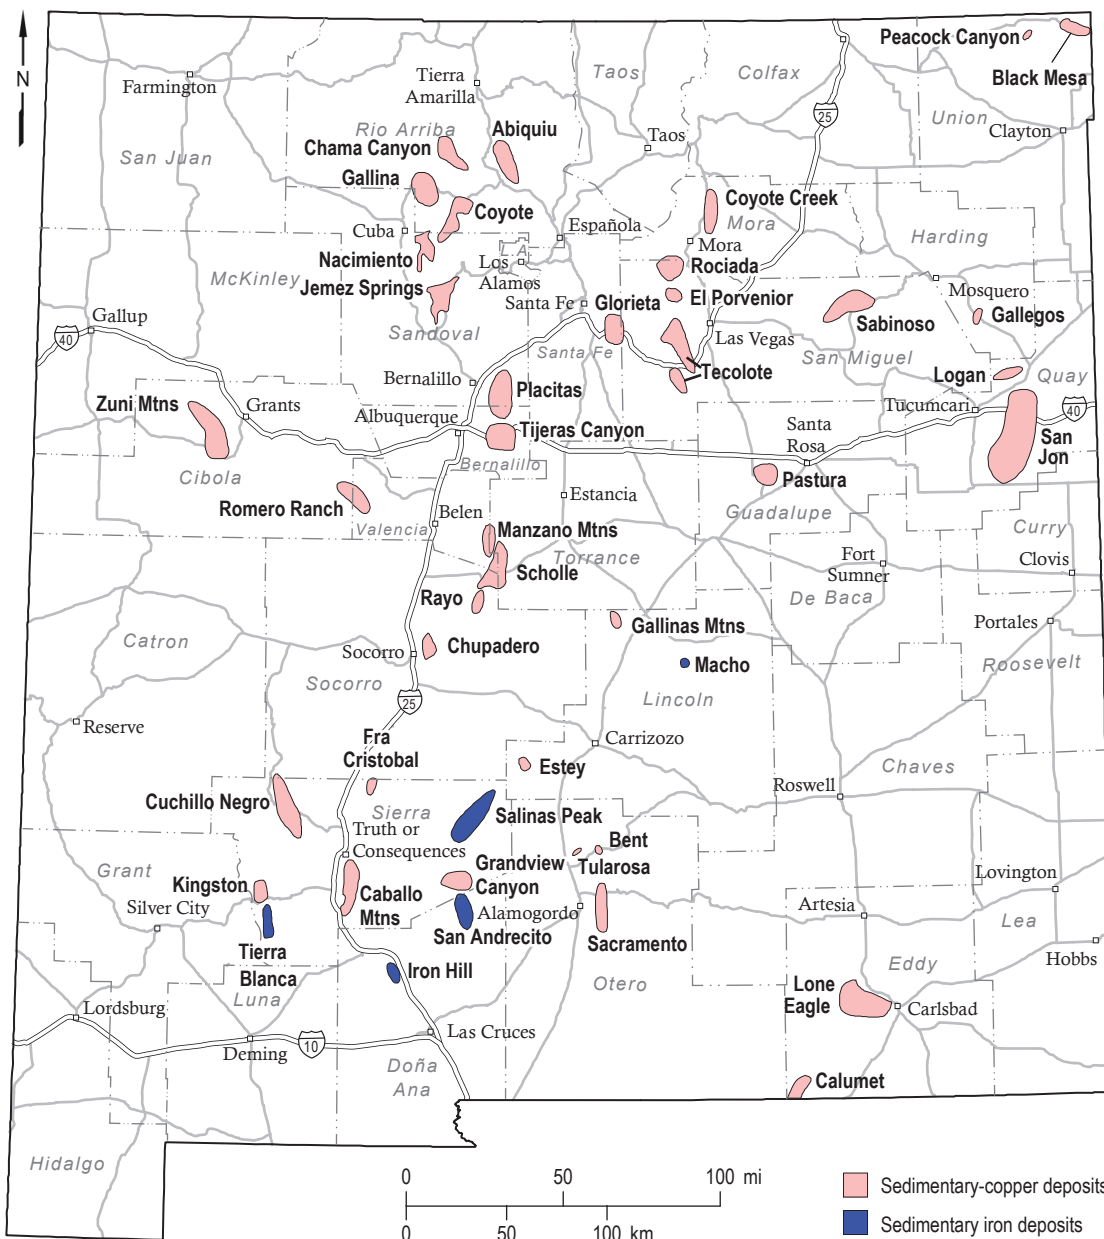 N
Peacock Canyon
Black Mesa
Taos
Colfax
Tierra
Amarilla
Farmington
25
Union
Clayton
Rio Arriba
Abiquiu
Chama Canyon
Taos
San Juan
Gallina
Coyote Creek
Coyote
Española
Mora
Cuba
Harding
Mora
L A
Nacimiento
Los
Alamos
Rociada
McKinley
Jemez Springs
Mosquero
Santa Fe
Glorieta
El Porvenior
Gallegos
Gallup
Sabinoso
40
Sandoval
Las Vegas
Santa Fe
San Miguel
Tecolote
Logan
Quay
Bernalillo
Placitas
Zuni Mtns
Grants
Albuquerque
Tucumcari
40
Tijeras Canyon
Santa
Rosa
San
Jon
Bernalillo
Cibola
Pastura
Romero Ranch
Estancia
Belen
Guadalupe
Valencia
Manzano Mtns
Curry
Torrance
Fort
Sumner
Clovis
Scholle
Rayo
De Baca
Gallinas Mtns
Portales
Catron
Chupadero
Socorro
Macho
Roosevelt
Socorro
Lincoln
25
Reserve
Fra
Cristobal
Carrizozo
Estey
Chaves
Cuchillo Negro
Roswell
Sierra
Salinas Peak
Truth or
Consequences
Bent
Tularosa
Grant
Grandview
Canyon
Kingston
Caballo
Mtns
Lovington
Silver City
Alamogordo
Artesia
Lea
San Andrecito
Sacramento
Tierra
Blanca
Hobbs
Iron Hill
Eddy
Otero
Lone
Eagle
Luna
Lordsburg
Carlsbad
Las Cruces
10
Deming
Doña
Ana
Calumet
Hidalgo
0 50 100 mi
0 50 100 km
Sedimentary-copper deposits
Sedimentary iron deposits